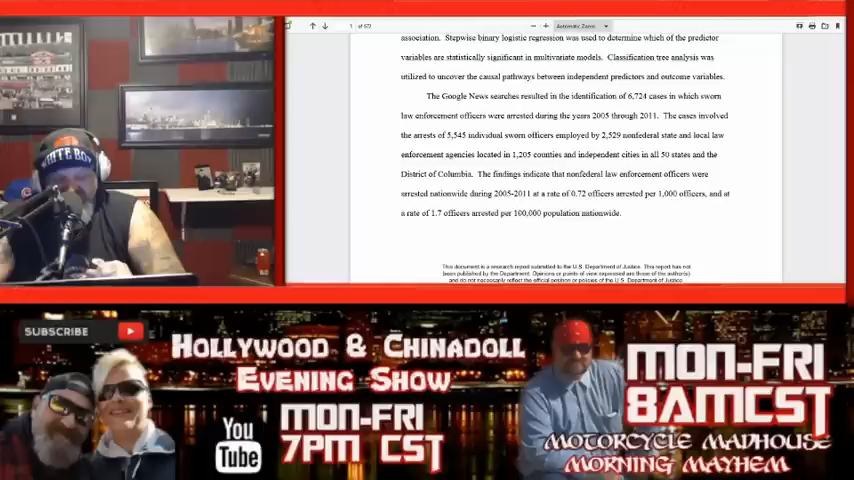 1
of 672
Automatic Zoom
association. Stepwise binary logistic regression was used to determine which of the predictor
variables are statistically significant in multivariate models. Classification tree analysis was
utilized to uncover the causal pathways between independent predictors and outcome variables.
The Google News searches resulted in the identification of 6,724 cases in which sworn
law enforcement officers were arrested during the years 2005 through 2011. The cases involved
the arrests of 5,545 individual sworn officers employed by 2,529 nonfederal state and local law
enforcement agencies located in 1,205 counties and independent cities in all 50 states and the
District of Columbia. The findings indicate that nonfederal law enforcement officers were
arrested nationwide during 2005-2011 at a rate of 0.72 officers arrested per 1,000 officers, and at
a rate of 1.7 officers arrested per 100,000 population nationwide.
This document is a research report submitted to the U.S. Department of Justice. This report has not
been published by the Department. Opinions or points of view expressed are those of the author(s)
and do not necessarily reflect the official position or policies of the U.S. Department of Justice.
WHITE BOY
SUBSCRIBE
HOLLYWOOD & CHINADOLL
EVENING SHOW
You
Tube
MON-FRI
7PM CST
MON-FRI
8AMCST
MOTORCYCLE MADHOUSE
MORNING MAYHEM